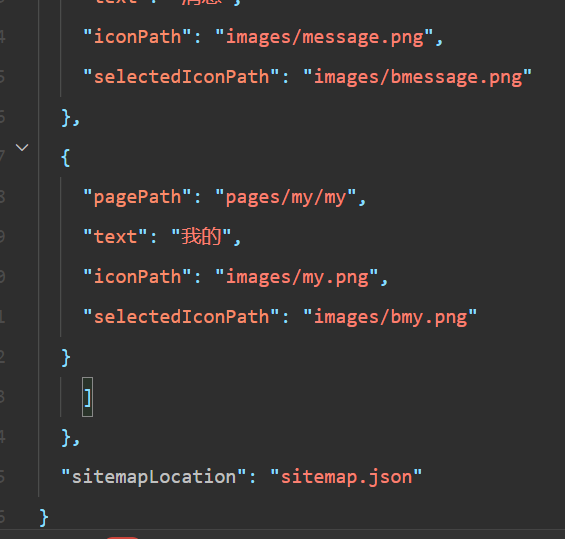 "text": "消息",
"iconPath": "images/message.png",
"selectedIconPath": "images/bmessage.png"
},
{
"pagePath": "pages/my/my",
"text": "我的",
"iconPath": "images/my.png",
"selectedIconPath": "images/bmy.png"
}
]
},
"sitemapLocation": "sitemap.json"
}